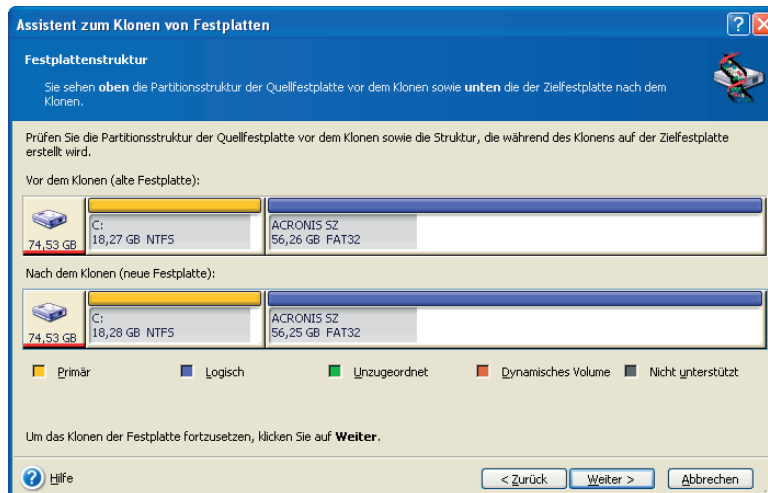 Assistent zum Klonen von Festplatten
Festplattenstruktur
Sie sehen oben die Partitionsstruktur der Quellfestplatte vor dem Klonen sowie unten die der Zielfestplatte nach dem
Klonen.
Prüfen Sie die Partitionsstruktur der Quellfestplatte vor dem Klonen sowie die Struktur, die während des Klonens auf der Zielfestplatte
erstellt wird.
Vor dem Klonen (alte Festplatte):
74,53 GB
C:
18,27 GB NTFS
ACRONIS SZ
56,26 GB FAT32
Nach dem Klonen (neue Festplatte):
74,53 GB
C:
18,28 GB NTFS
ACRONIS SZ
56,25 GB FAT32
Primär Logisch Unzugeordnet Dynamisches Volume Nicht unterstützt
Um das Klonen der Festplatte fortzusetzen, klicken Sie auf Weiter.
Hilfe < Zurück Weiter > Abbrechen